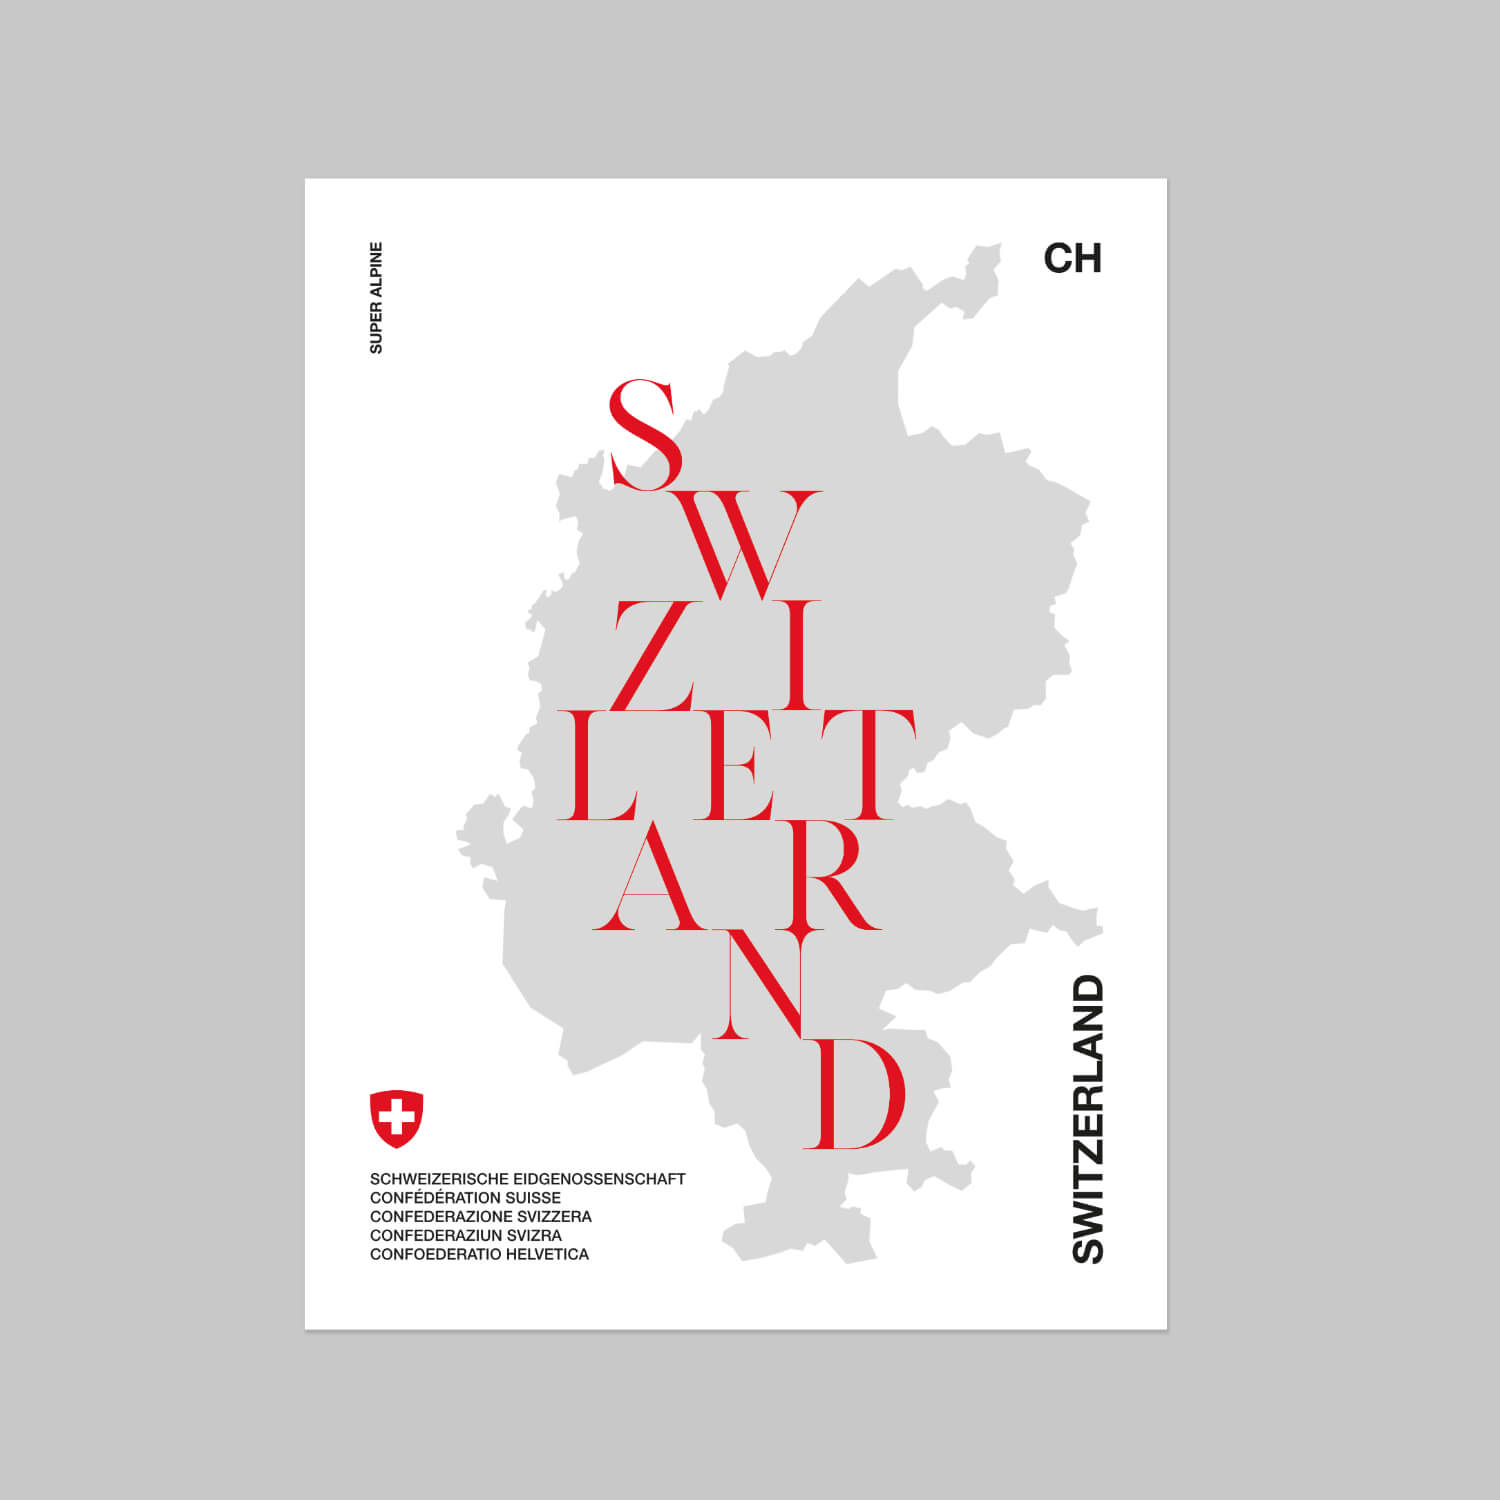 SUPER ALPINE
CH
S
W
Z I
L E T
A R
N
D
SWITZERLAND
SCHWEIZERISCHE EIDGENOSSENSCHAFT
CONFÉDÉRATION SUISSE
CONFEDERAZIONE SVIZZERA
CONFEDERAZIUN SVIZRA
CONFOEDERATIO HELVETICA